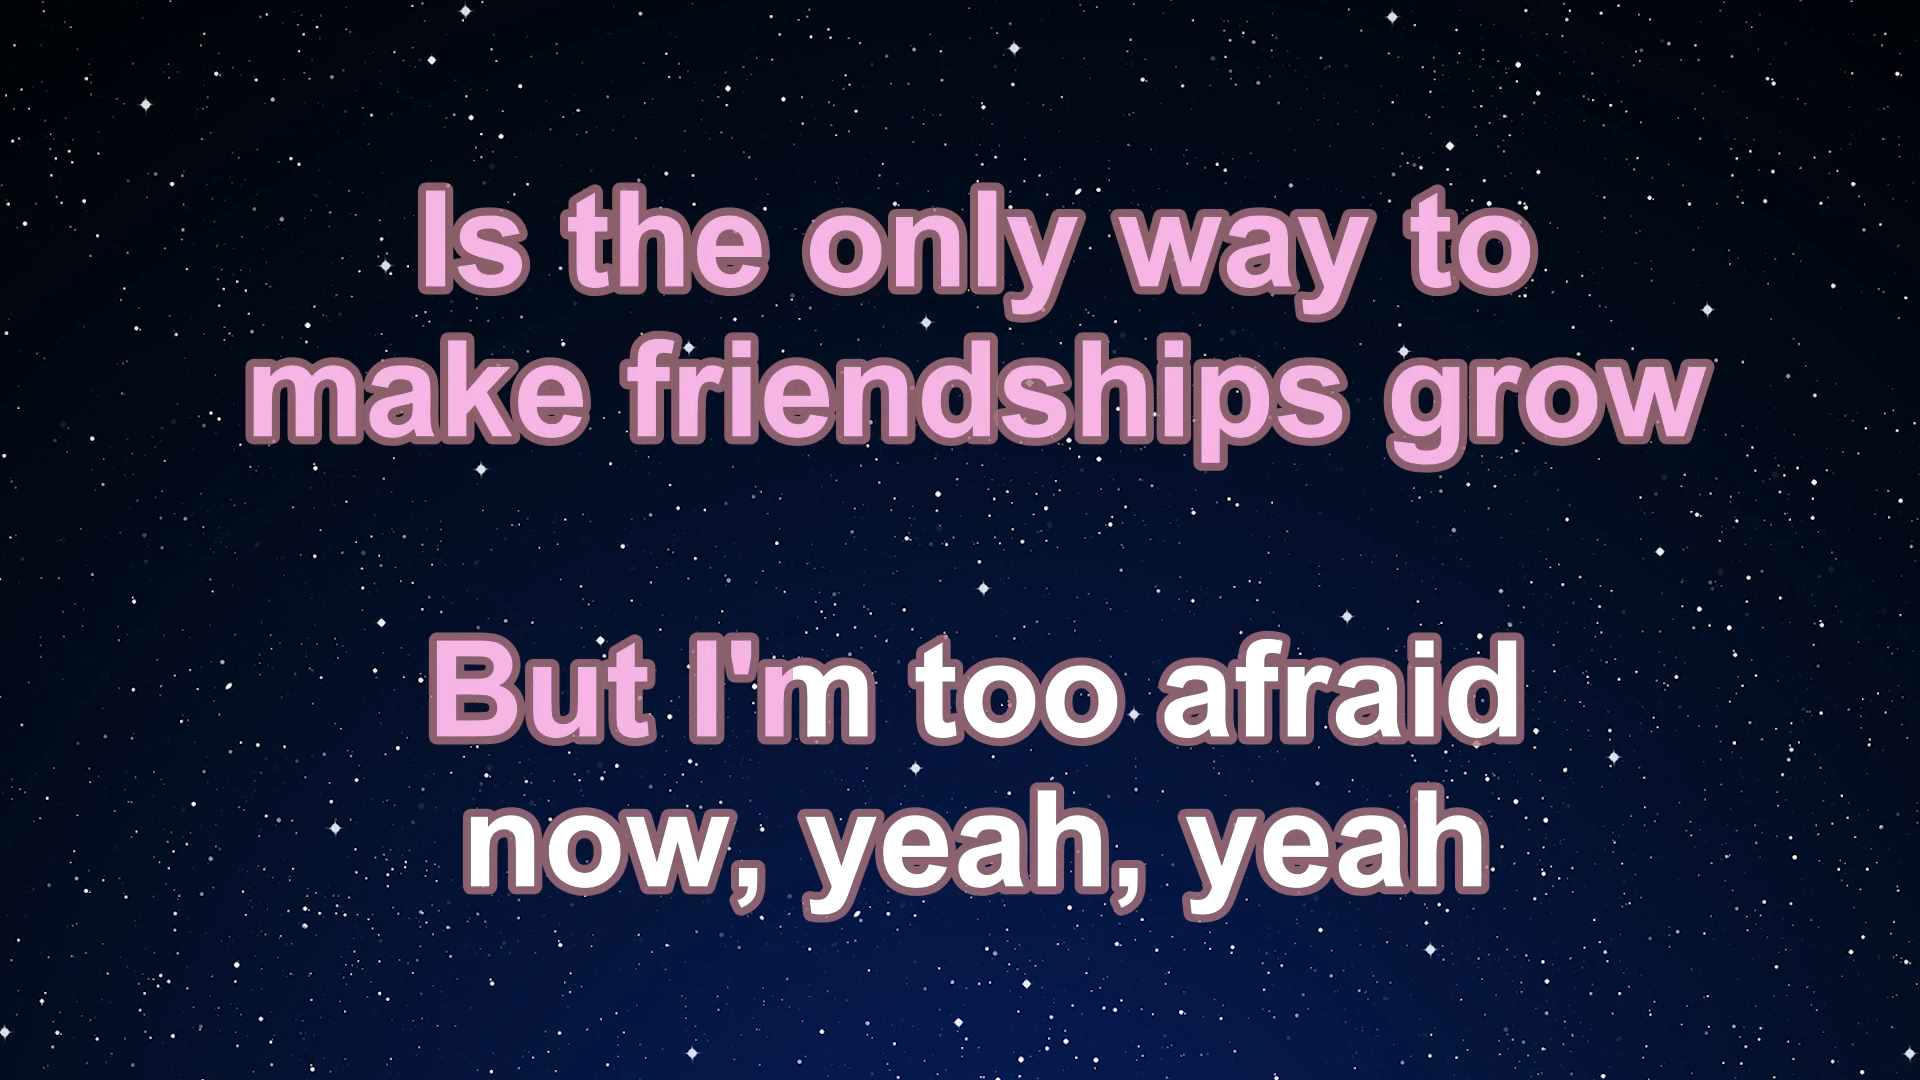 Is the only way to
make friendships grow
But I'm too afraid
now, yeah, yeah